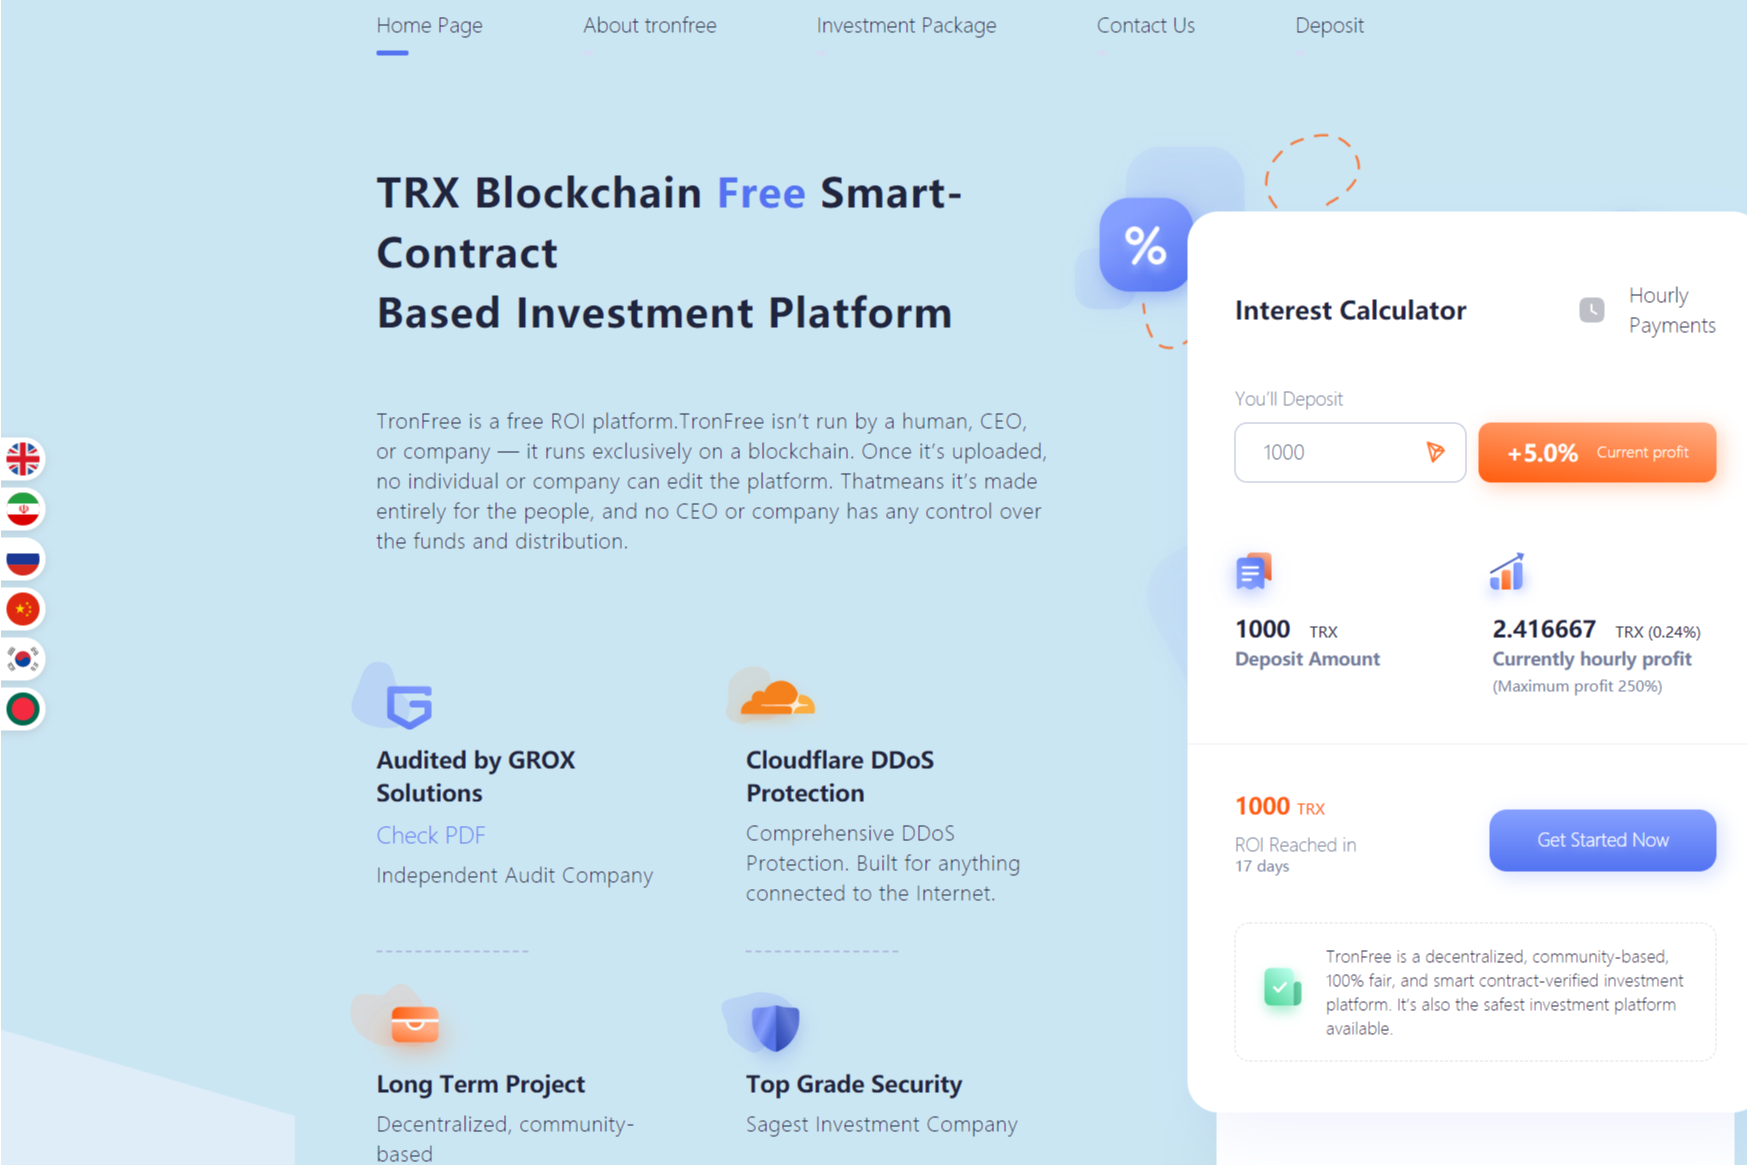 Home Page
About tronfree
Investment Package
Contact Us
Deposit
TRX Blockchain Free Smart-
Contract
Based Investment Platform
TronFree is a free ROI platform.TronFree isn't run by a human, CEO,
or company — it runs exclusively on a blockchain. Once it's uploaded,
no individual or company can edit the platform. Thatmeans it's made
entirely for the people, and no CEO or company has any control over
the funds and distribution.
Audited by GROX
Solutions
Check PDF
Independent Audit Company
Cloudflare DDoS
Protection
Comprehensive DDoS
Protection. Built for anything
connected to the Internet.
Long Term Project
Decentralized, community-
based
Top Grade Security
Sagest Investment Company
%
Interest Calculator
Hourly
Payments
You'll Deposit
1000
+5.0% Current profit
1000 TRX
Deposit Amount
2.416667 TRX (0.24%)
Currently hourly profit
(Maximum profit 250%)
1000 TRX
ROI Reached in
17 days
Get Started Now
TronFree is a decentralized, community-based,
100% fair, and smart contract-verified investment
platform. It's also the safest investment platform
available.